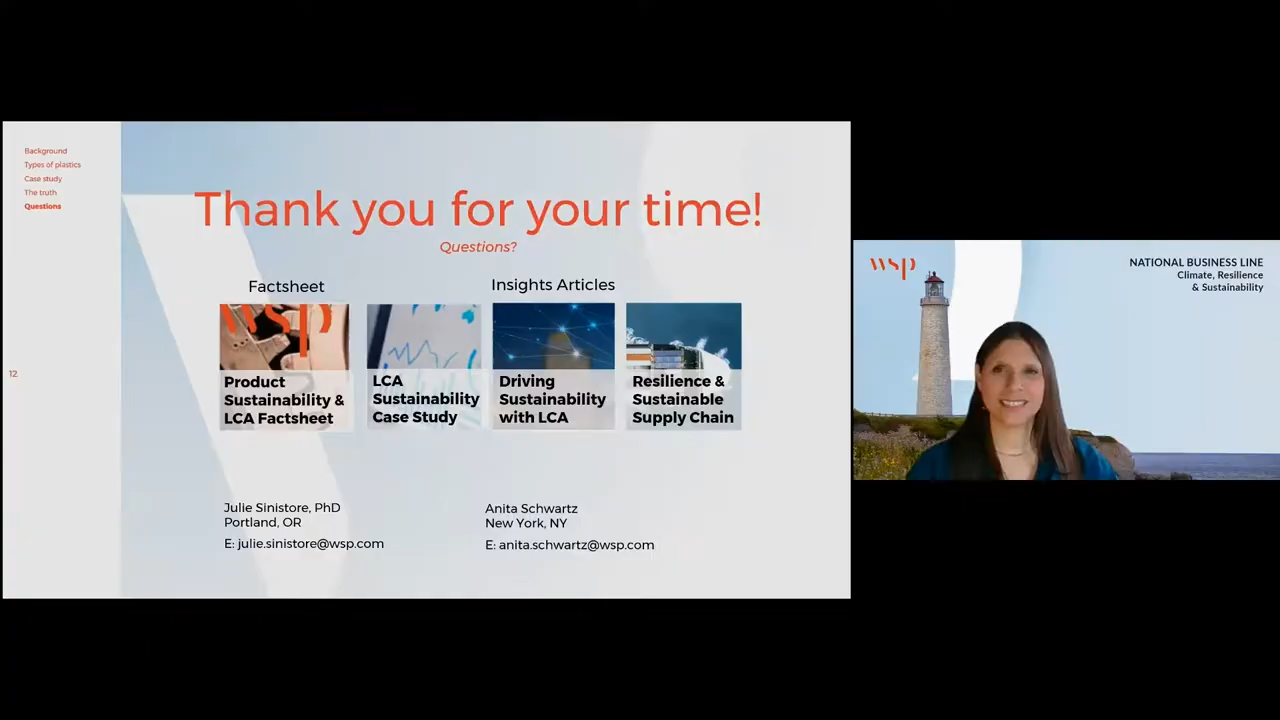 Background
Types of plastics
Case study
The truth
Questions
12
Thank you for your time!
Questions?
Factsheet
Insights Articles
wsp
Product
Sustainability &
LCA Factsheet
LCA
Sustainability
Case Study
Driving
Sustainability
with LCA
Resilience &
Sustainable
Supply Chain
Julie Sinistore, PhD
Portland, OR
E: julie.sinistore@wsp.com
Anita Schwartz
New York, NY
E: anita.schwartz@wsp.com
wsp
NATIONAL BUSINESS LINE
Climate, Resilience
& Sustainability